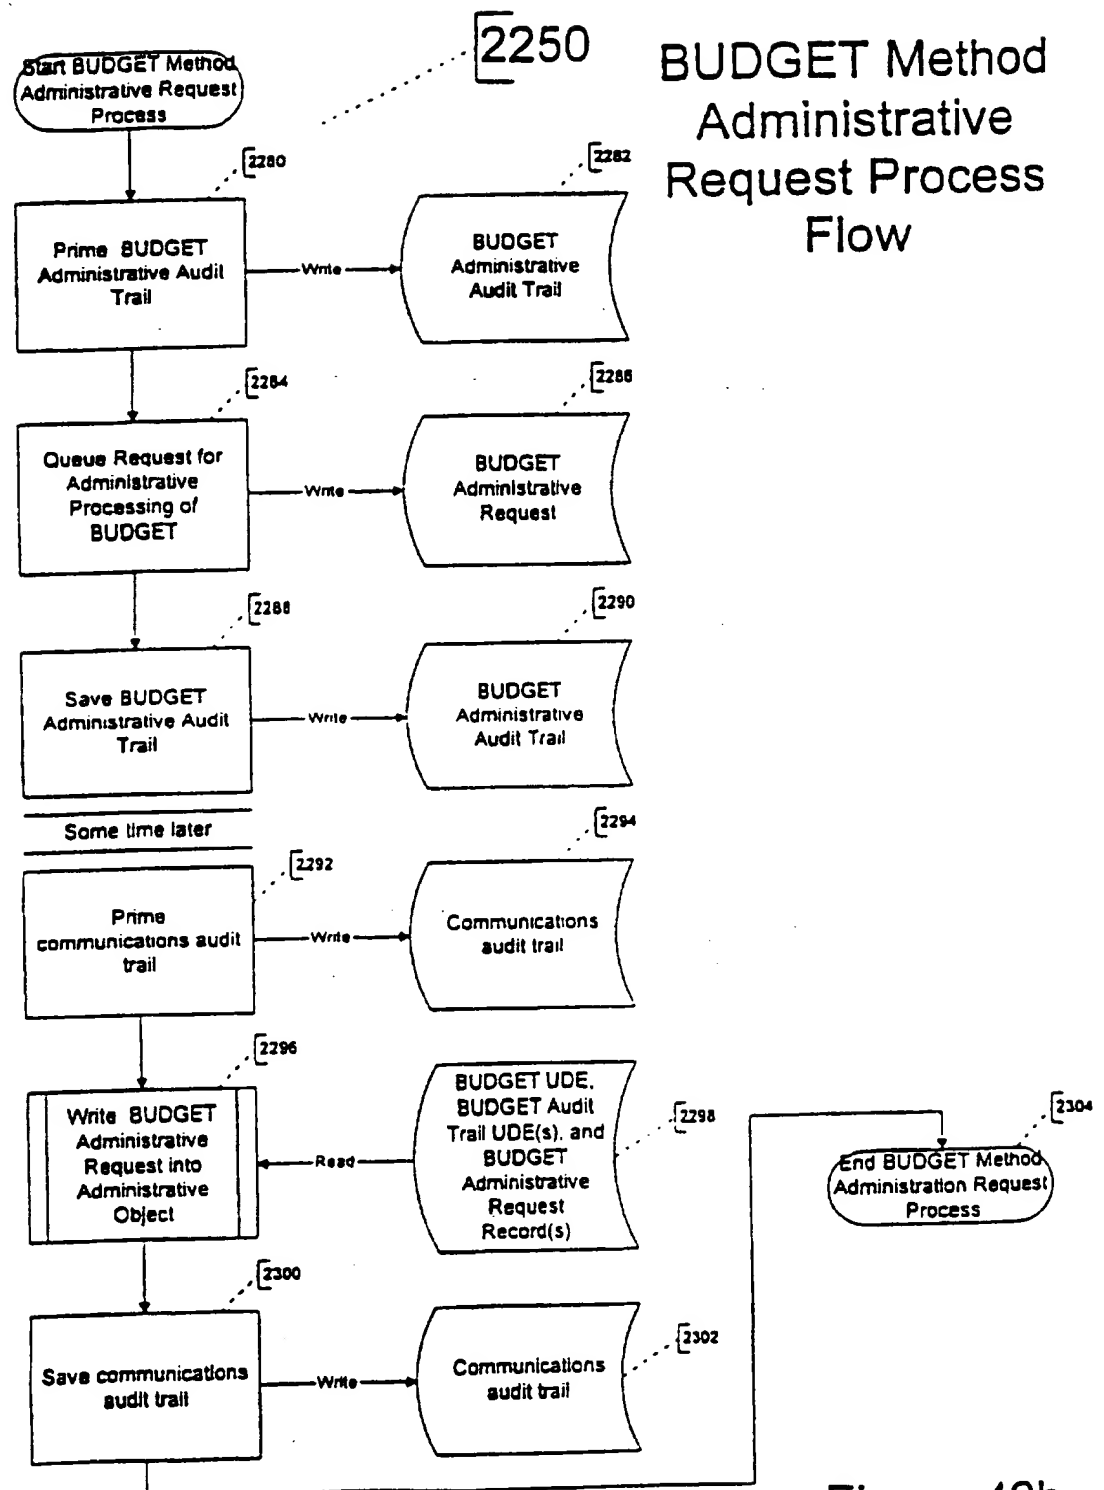 2250
BUDGET Method
Administrative
Request Process
Flow
Start BUDGET Method
Administrative Request
Process
2280
Prime BUDGET
Administrative Audit
Trail
Write
2282
BUDGET
Administrative
Audit Trail
2284
Queue Request for
Administrative
Processing of
BUDGET
Write
2286
BUDGET
Administrative
Request
2288
Save BUDGET
Administrative Audit
Trail
Write
2290
BUDGET
Administrative
Audit Trail
Some time later
2292
Prime
communications audit
trail
Write
2294
Communications
audit trail
2296
Write BUDGET
Administrative
Request into
Administrative
Object
Read
2298
BUDGET UDE,
BUDGET Audit
Trail UDE(s), and
BUDGET
Administrative
Request
Record(s)
2300
Save communications
audit trail
Write
2302
Communications
audit trail
2304
End BUDGET Method
Administration Request
Process